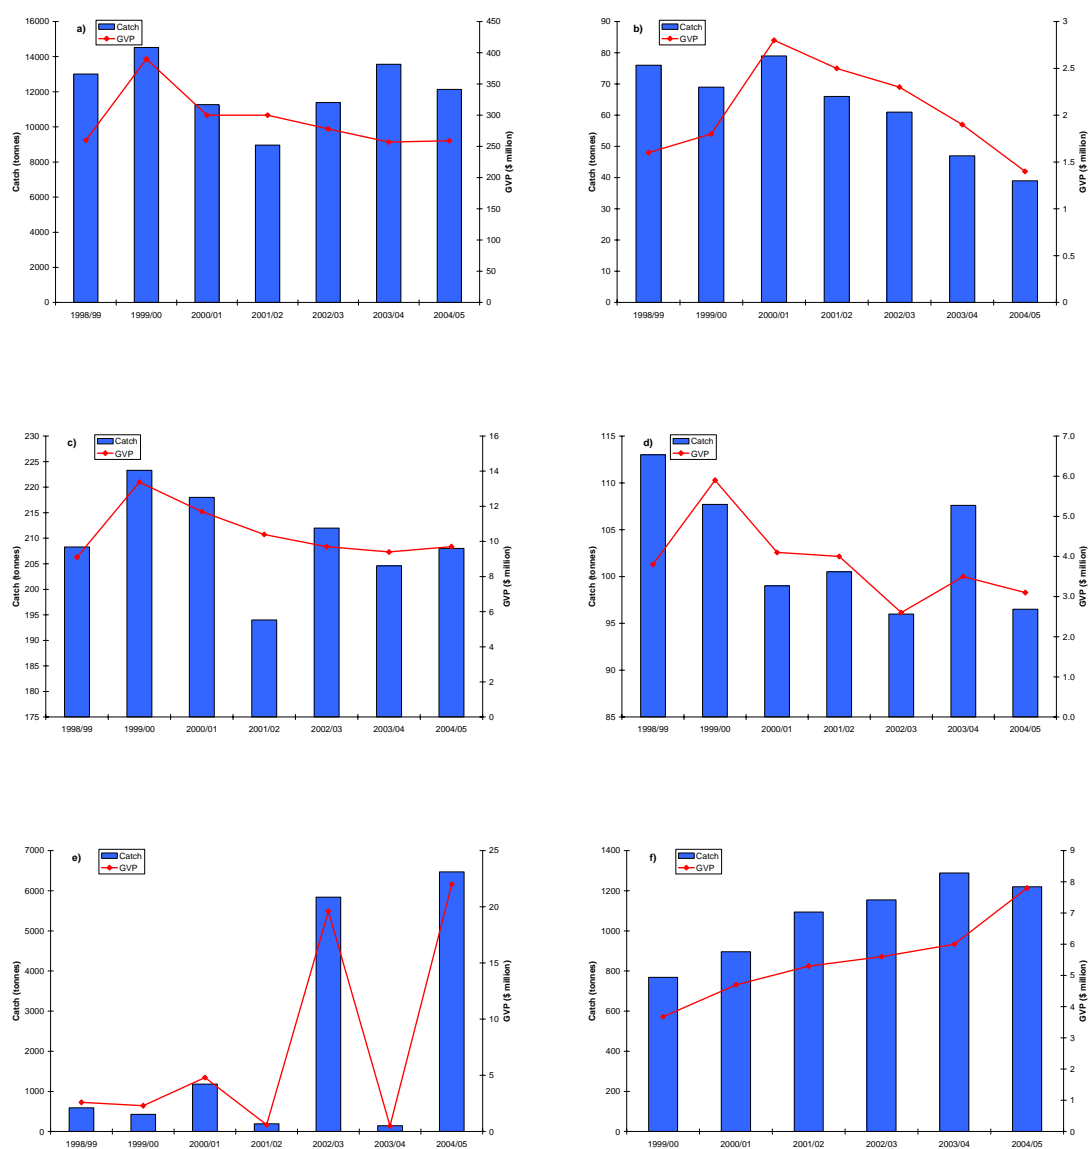 a)
Catch
GVP
Catch (tonnes)
16000
14000
12000
10000
8000
6000
4000
2000
0
450
400
350
300
250
200
150
100
50
0
GVP ($ million)
1998/99 1999/00 2000/01 2001/02 2002/03 2003/04 2004/05
b)
Catch
GVP
Catch (tonnes)
90
80
70
60
50
40
30
20
10
0
3
2.5
2
1.5
1
0.5
0
GVP ($ million)
1998/99 1999/00 2000/01 2001/02 2002/03 2003/04 2004/05
c)
Catch
GVP
Catch (tonnes)
230
225
220
215
210
205
200
195
190
185
180
175
16
14
12
10
8
6
4
2
0
GVP ($ million)
1998/99 1999/00 2000/01 2001/02 2002/03 2003/04 2004/05
d)
Catch
GVP
Catch (tonnes)
115
110
105
100
95
90
85
7.0
6.0
5.0
4.0
3.0
2.0
1.0
0.0
GVP ($ million)
1998/99 1999/00 2000/01 2001/02 2002/03 2003/04 2004/05
e)
Catch
GVP
Catch (tonnes)
7000
6000
5000
4000
3000
2000
1000
0
25
20
15
10
5
0
GVP ($ million)
1998/99 1999/00 2000/01 2001/02 2002/03 2003/04 2004/05
f)
Catch
GVP
Catch (tonnes)
1400
1200
1000
800
600
400
200
0
9
8
7
6
5
4
3
2
1
0
GVP ($ million)
1999/00 2000/01 2001/02 2002/03 2003/04 2004/05